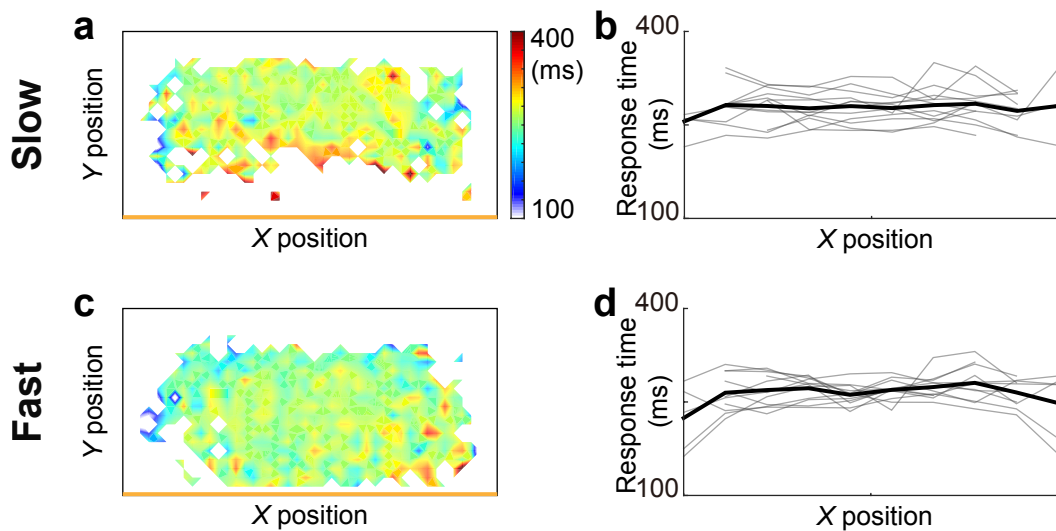 Slow
a
Y position
X position
400
(ms)
100
b
400
Response time
(ms)
100
X position
Fast
c
Y position
X position
d
400
Response time
(ms)
100
X position